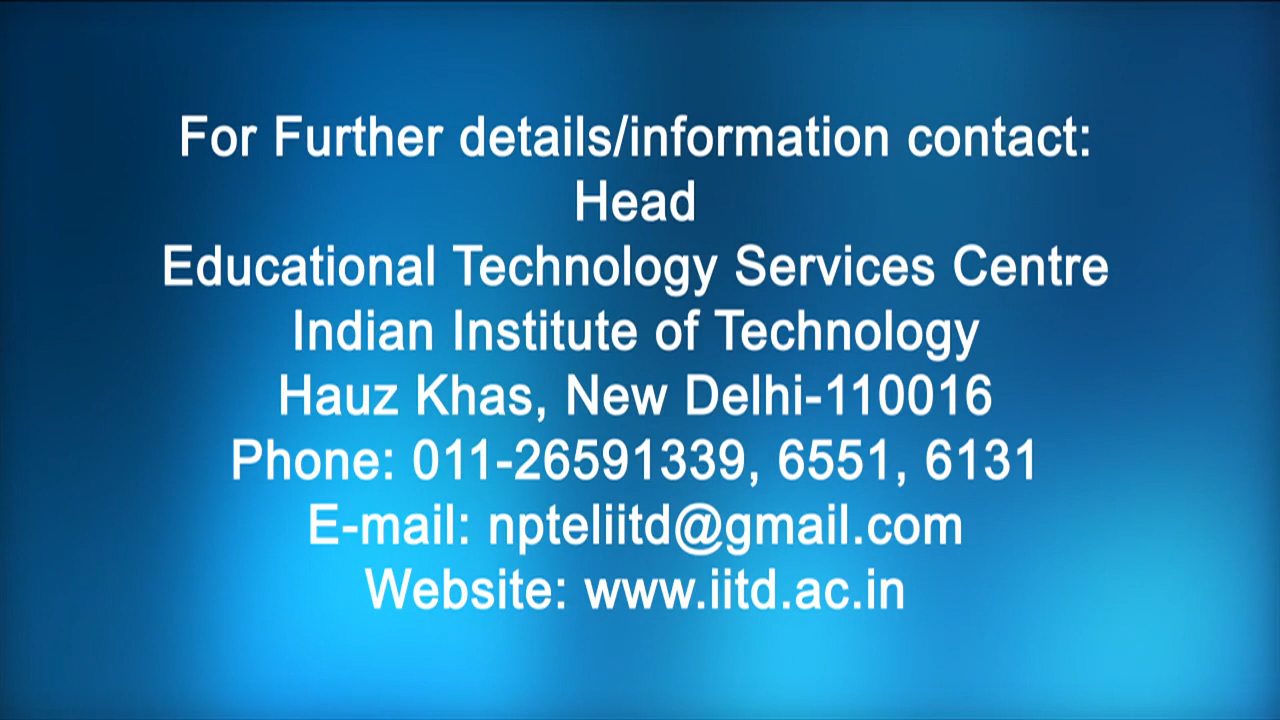 For Further details/information contact:
Head
Educational Technology Services Centre
Indian Institute of Technology
Hauz Khas, New Delhi-110016
Phone: 011-26591339, 6551, 6131
E-mail: npteliitd@gmail.com
Website: www.iitd.ac.in